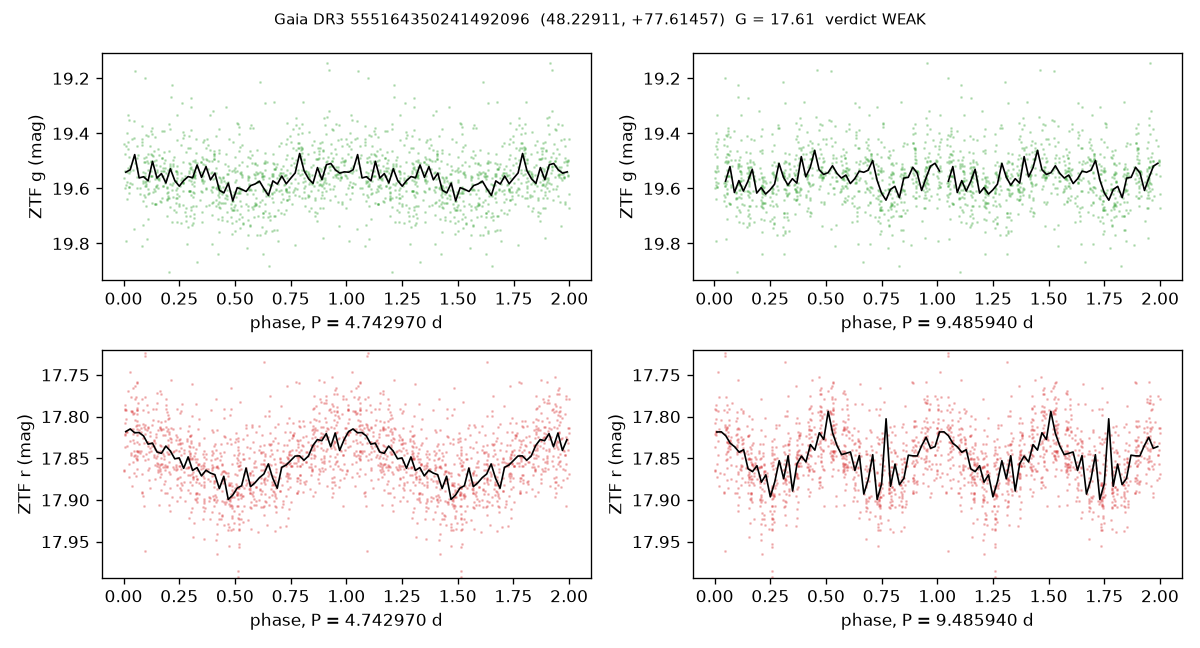 Gaia DR3 555164350241492096  (48.22911, +77.61457)  G = 17.61  verdict WEAK
ZTF g (mag)
19.2
19.4
19.6
19.8
0.00 0.25 0.50 0.75 1.00 1.25 1.50 1.75 2.00
phase, P = 4.742970 d
ZTF g (mag)
19.2
19.4
19.6
19.8
0.00 0.25 0.50 0.75 1.00 1.25 1.50 1.75 2.00
phase, P = 9.485940 d
ZTF r (mag)
17.75
17.80
17.85
17.90
17.95
0.00 0.25 0.50 0.75 1.00 1.25 1.50 1.75 2.00
phase, P = 4.742970 d
ZTF r (mag)
17.75
17.80
17.85
17.90
17.95
0.00 0.25 0.50 0.75 1.00 1.25 1.50 1.75 2.00
phase, P = 9.485940 d